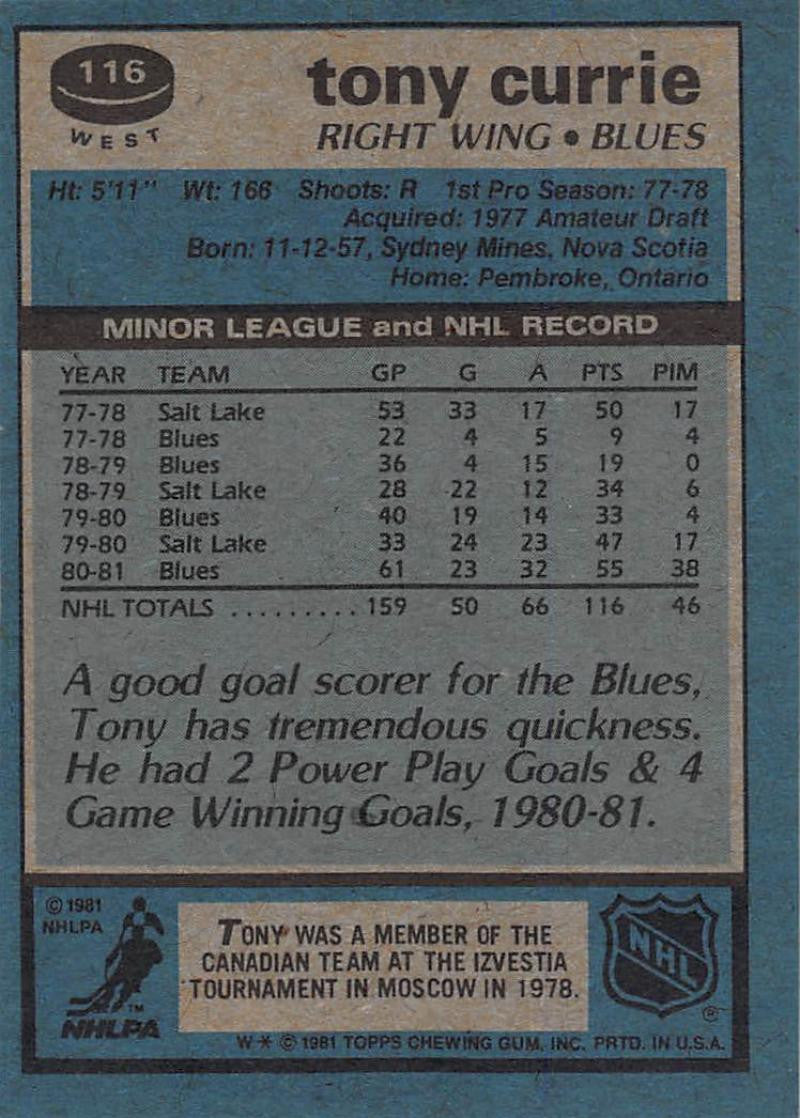 116
WEST
tony currie
RIGHT WING • BLUES
Ht: 5'11" Wt: 166 Shoots: R 1st Pro Season: 77-78
Acquired: 1977 Amateur Draft
Born: 11-12-57, Sydney Mines, Nova Scotia
Home: Pembroke, Ontario
MINOR LEAGUE and NHL RECORD
YEAR TEAM GP G A PTS PIM
77-78 Salt Lake 53 33 17 50 17
77-78 Blues 22 4 5 9 4
78-79 Blues 36 4 15 19 0
78-79 Salt Lake 28 22 12 34 6
79-80 Blues 40 19 14 33 4
79-80 Salt Lake 33 24 23 47 17
80-81 Blues 61 23 32 55 38
NHL TOTALS .......... 159 50 66 116 46
A good goal scorer for the Blues,
Tony has tremendous quickness.
He had 2 Power Play Goals & 4
Game Winning Goals, 1980-81.
© 1981
NHLPA
TM
NHLPA
TONY WAS A MEMBER OF THE
CANADIAN TEAM AT THE IZVESTIA
TOURNAMENT IN MOSCOW IN 1978.
NHL
®
W * © 1981 TOPPS CHEWING GUM, INC. PRTD. IN U.S.A.